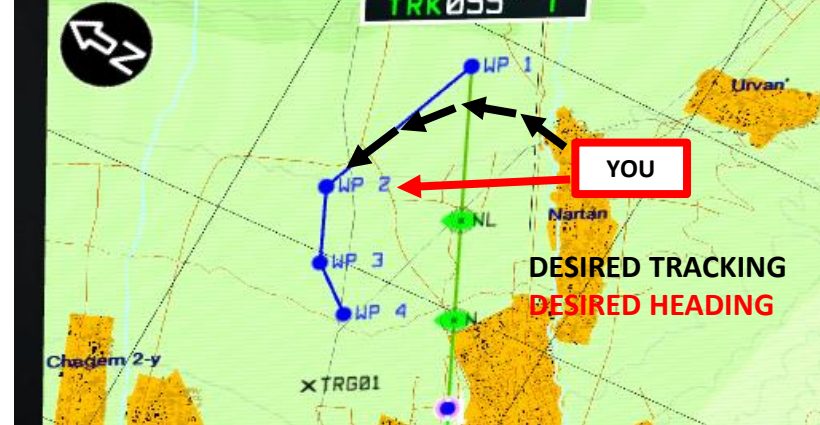 TRK055 T
N
WP 1
Urvan'
YOU
WP 2
Nartan
NL
DESIRED TRACKING
WP 3
DESIRED HEADING
WP 4
N
Chegem 2-y
×TRG01